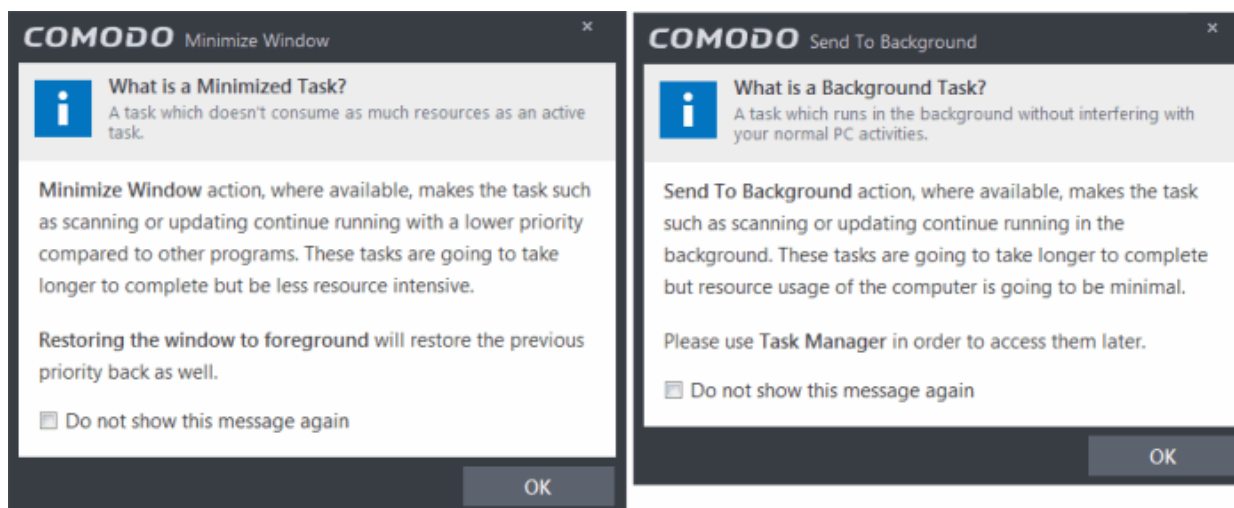 COMODO Minimize Window
What is a Minimized Task?
A task which doesn't consume as much resources as an active
task.
Minimize Window action, where available, makes the task such
as scanning or updating continue running with a lower priority
compared to other programs. These tasks are going to take
longer to complete but be less resource intensive.
Restoring the window to foreground will restore the previous
priority back as well.
Do not show this message again
OK
COMODO Send To Background
What is a Background Task?
A task which runs in the background without interfering with
your normal PC activities.
Send To Background action, where available, makes the task
such as scanning or updating continue running in the
background. These tasks are going to take longer to complete
but resource usage of the computer is going to be minimal.
Please use Task Manager in order to access them later.
Do not show this message again
OK